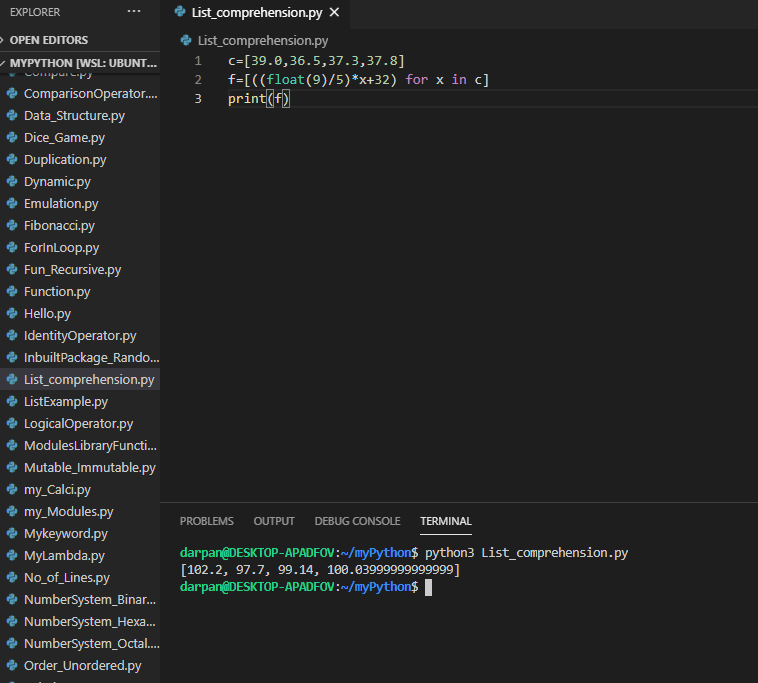 EXPLORER
OPEN EDITORS
MYPYTHON [WSL: UBUNT...
Compare.py
ComparisonOperator....
Data_Structure.py
Dice_Game.py
Duplication.py
Dynamic.py
Emulation.py
Fibonacci.py
ForInLoop.py
Fun_Recursive.py
Function.py
Hello.py
IdentityOperator.py
InbuiltPackage_Rando...
List_comprehension.py
ListExample.py
LogicalOperator.py
ModulesLibraryFuncti...
Mutable_Immutable.py
my_Calci.py
my_Modules.py
Mykeyword.py
MyLambda.py
No_of_Lines.py
NumberSystem_Binar...
NumberSystem_Hexa...
NumberSystem_Octal....
Order_Unordered.py
List_comprehension.py
List_comprehension.py
1 c=[39.0,36.5,37.3,37.8]
2 f=[((float(9)/5)*x+32) for x in c]
3 print(f)
PROBLEMS OUTPUT DEBUG CONSOLE TERMINAL
darpan@DESKTOP-APADFOV:~/myPython$ python3 List_comprehension.py
[102.2, 97.7, 99.14, 100.03999999999999]
darpan@DESKTOP-APADFOV:~/myPython$